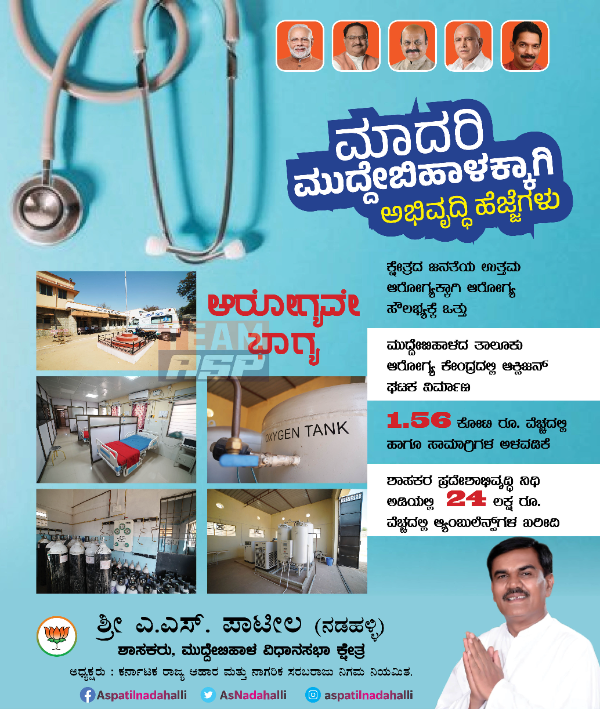 ಮಾದರಿ
ಮುದ್ದೇಬಿಹಾಳಕ್ಕಾಗಿ
ಅಭಿವೃದ್ಧಿ ಹೆಜ್ಜೆಗಳು
ಆರೋಗ್ಯವೇ
ಭಾಗ್ಯ
TEAM
ASP
ಕ್ಷೇತ್ರದ ಜನತೆಯ ಉತ್ತಮ
ಆರೋಗ್ಯಕ್ಕಾಗಿ ಆರೋಗ್ಯ
ಸೌಲಭ್ಯಕ್ಕೆ ಒತ್ತು
ಮುದ್ದೇಬಿಹಾಳದ ತಾಲೂಕು
ಆರೋಗ್ಯ ಕೇಂದ್ರದಲ್ಲಿ ಆಕ್ಸಿಜನ್
ಘಟಕ ನಿರ್ಮಾಣ
1.56 ಕೋಟಿ ರೂ. ವೆಚ್ಚದಲ್ಲಿ
ಹಾಗೂ ಸಾಮಾಗ್ರಿಗಳ ಅಳವಡಿಕೆ
ಶಾಸಕರ ಪ್ರದೇಶಾಭಿವೃದ್ಧಿ ನಿಧಿ
ಅಡಿಯಲ್ಲಿ 24 ಲಕ್ಷ ರೂ.
ವೆಚ್ಚದಲ್ಲಿ ಆ್ಯಂಬುಲೆನ್ಸ್‌ಗಳ ಖರೀದಿ
OXYGEN TANK
ಶ್ರೀ ಎ.ಎಸ್. ಪಾಟೀಲ (ನಡಹಳ್ಳಿ)
ಶಾಸಕರು, ಮುದ್ದೇಬಿಹಾಳ ವಿಧಾನಸಭಾ ಕ್ಷೇತ್ರ
ಅಧ್ಯಕ್ಷರು : ಕರ್ನಾಟಕ ರಾಜ್ಯ ಆಹಾರ ಮತ್ತು ನಾಗರಿಕ ಸರಬರಾಜು ನಿಗಮ ನಿಯಮಿತ.
Aspatilnadahalli AsNadahalli aspatilnadahalli